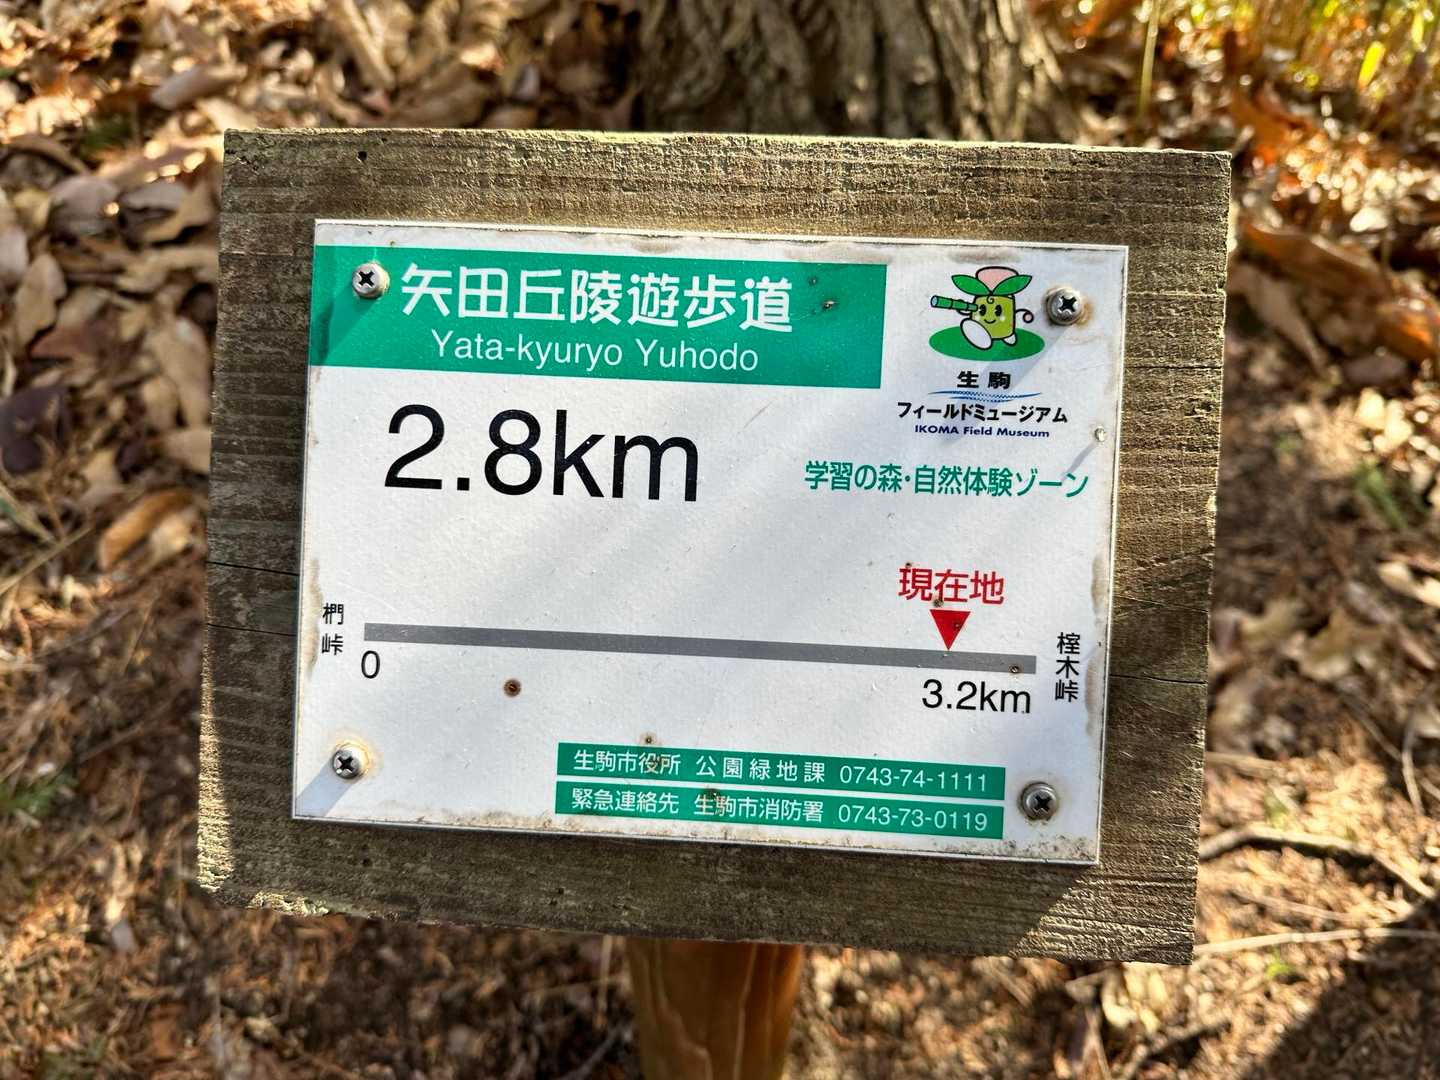 矢田丘陵遊歩道
Yata-kyuryo Yuhodo
生駒
フィールドミュージアム
IKOMA Field Museum
2.8km
学習の森・自然体験ゾーン
現在地
椚峠
0
3.2km
榁木峠
生駒市役所 公園緑地課 0743-74-1111
緊急連絡先 生駒市消防署 0743-73-0119